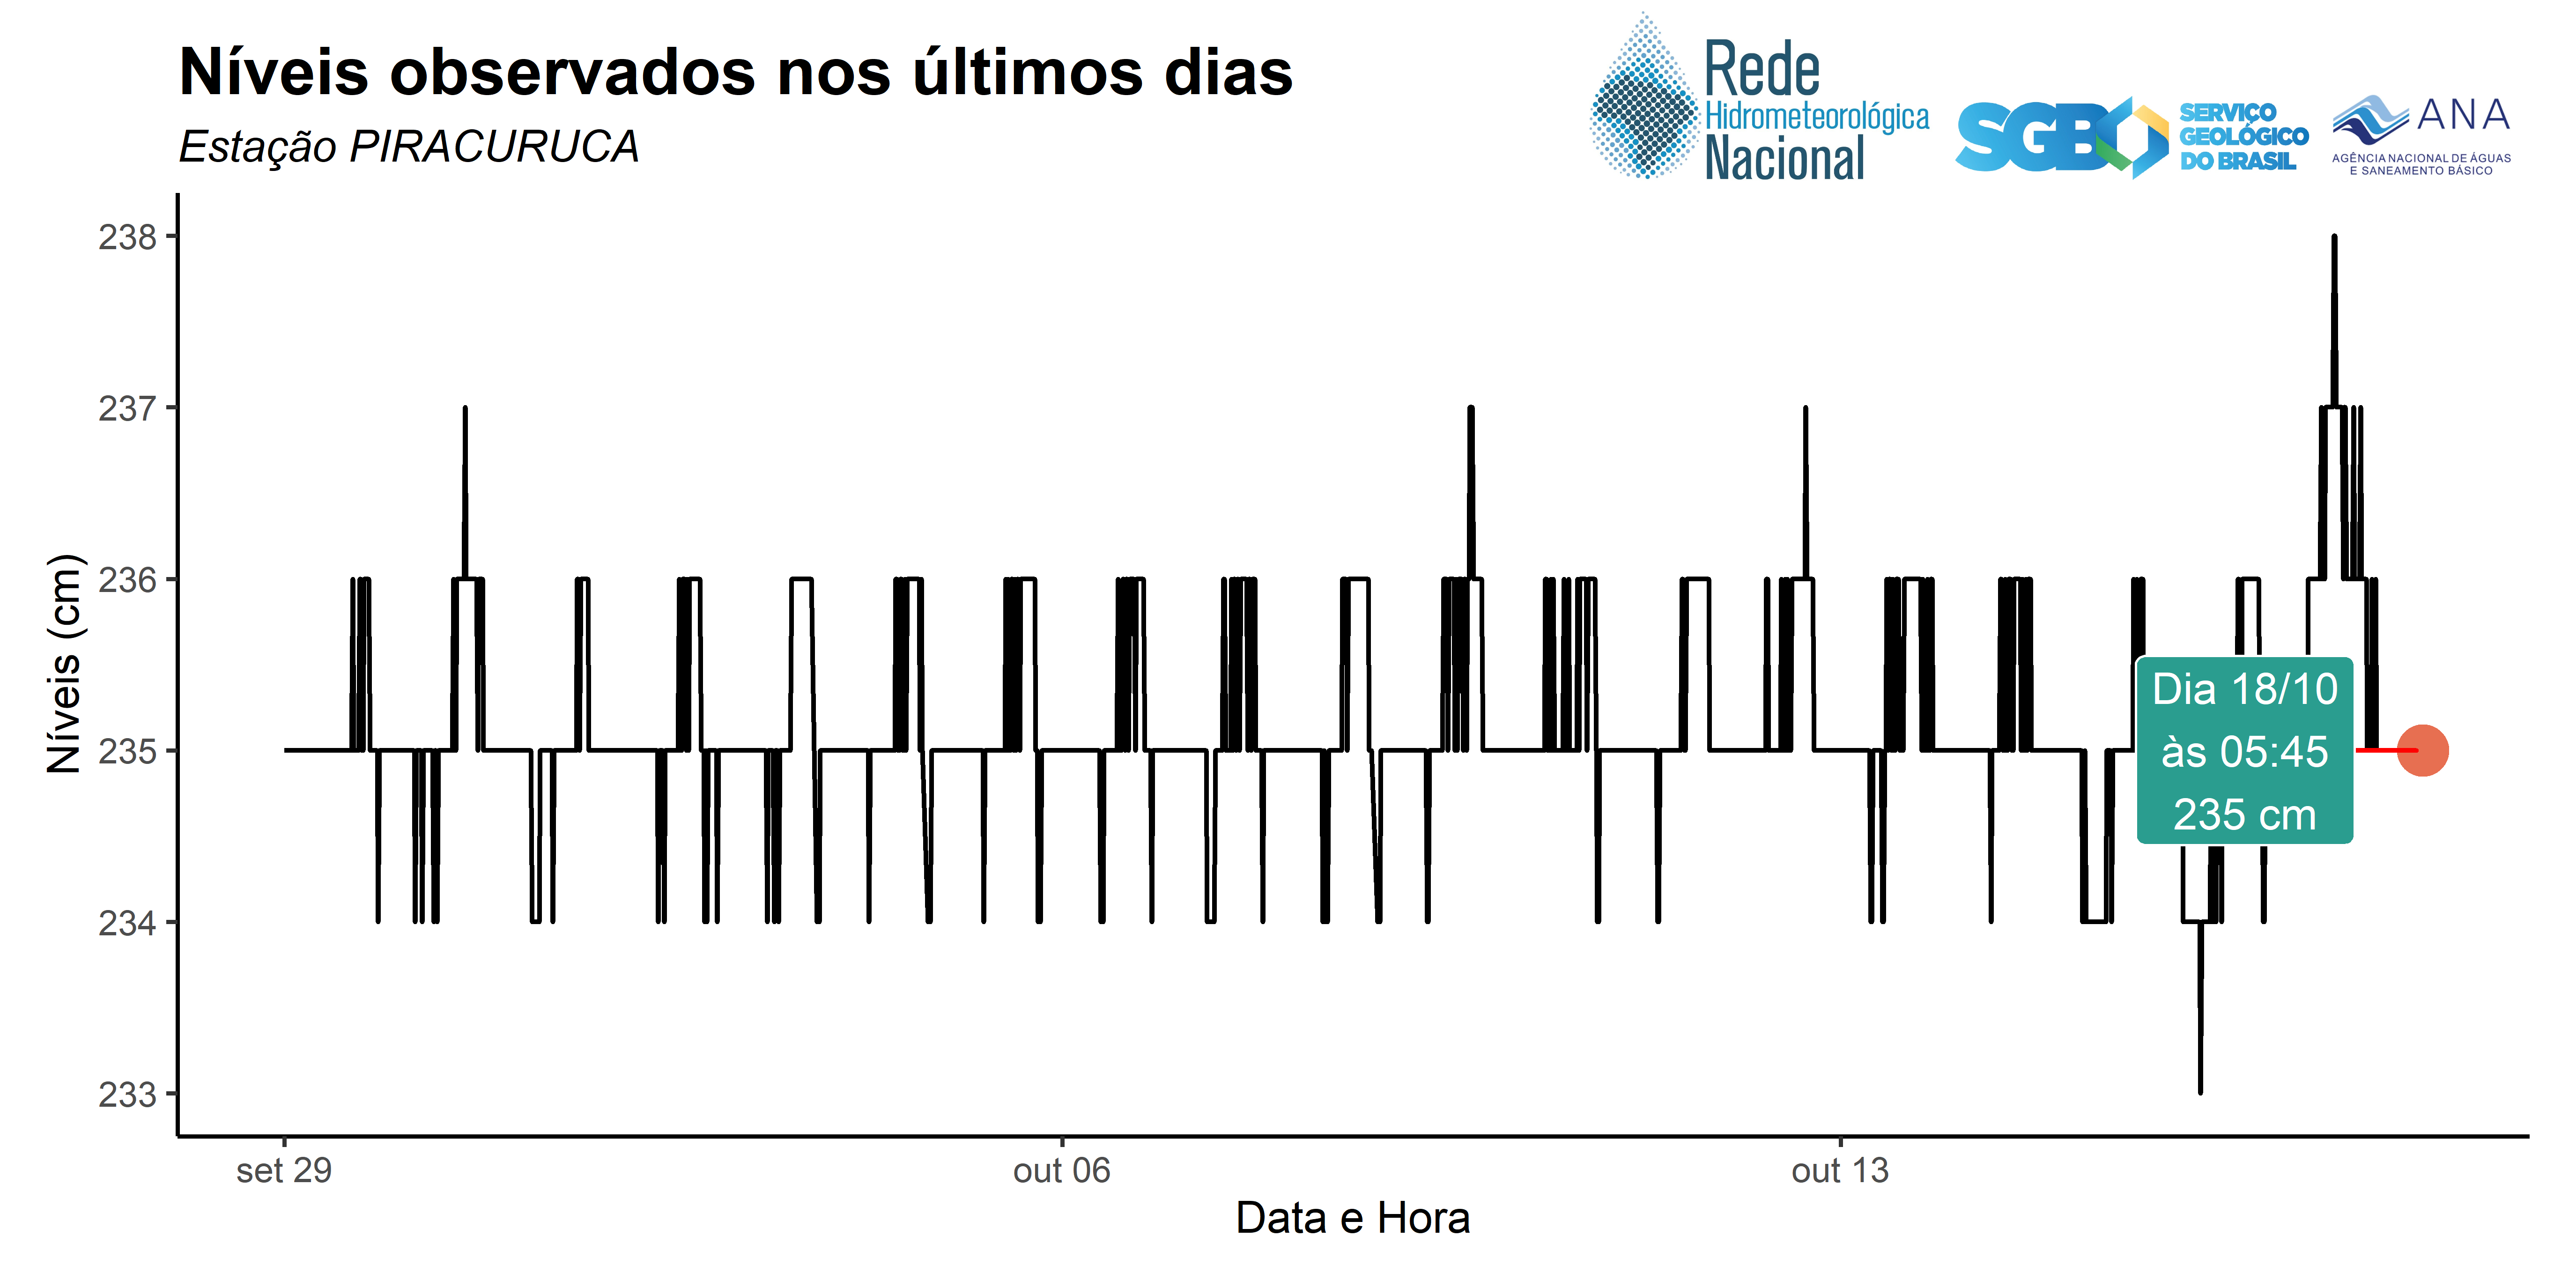 Níveis observados nos últimos dias
Estação PIRACURUCA
Rede
Hidrometeorológica
Nacional
SGB
SERVIÇO
GEOLÓGICO
DO BRASIL
ANA
AGÊNCIA NACIONAL DE ÁGUAS
E SANEAMENTO BÁSICO
Níveis (cm)
238
237
236
235
234
233
Dia 18/10
às 05:45
235 cm
set 29
out 06
out 13
Data e Hora